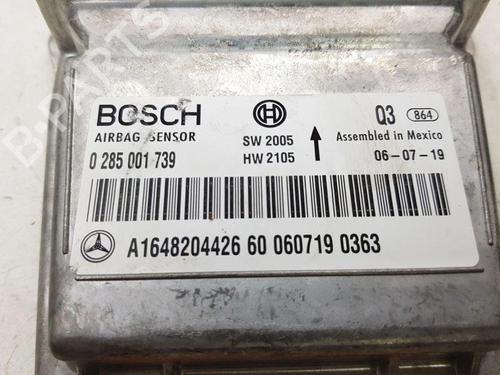 BOSCH
AIRBAG SENSOR
0 285 001 739
SW 2005
HW 2105
Q3 864
Assembled in Mexico
06-07-19
A1648204426 60 060719 0363
B-PARTS